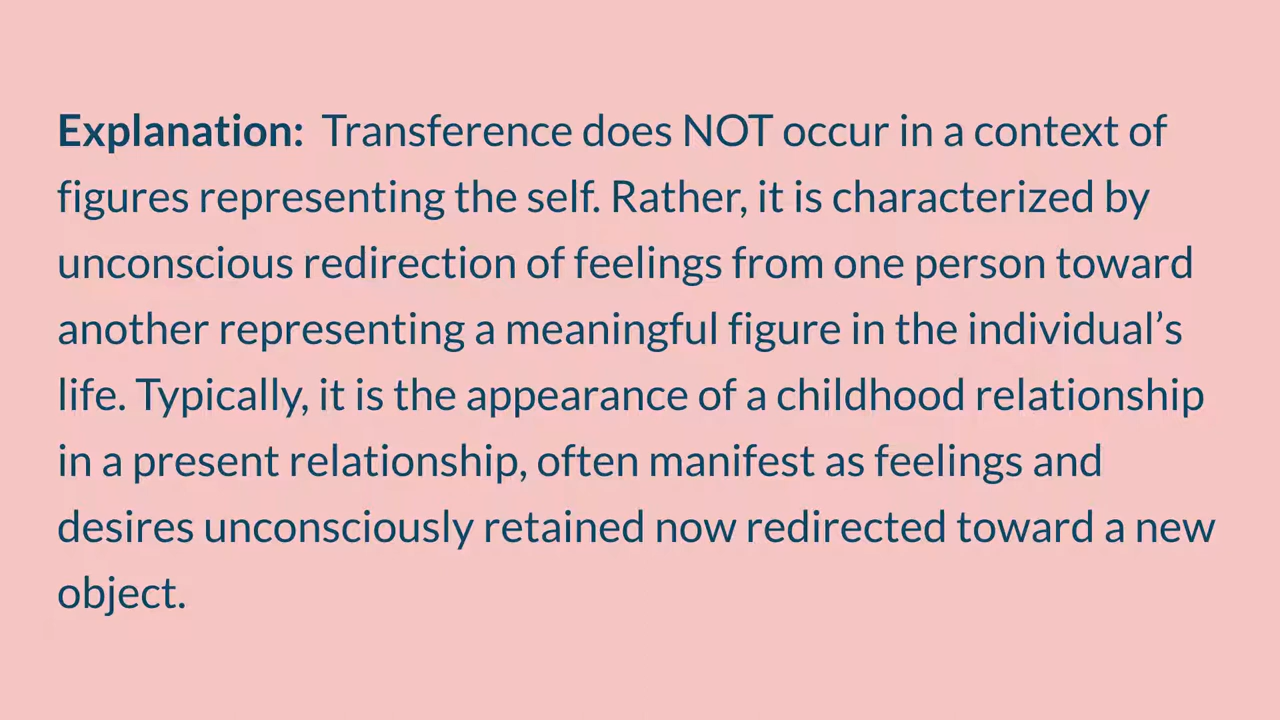 Explanation: Transference does NOT occur in a context of
figures representing the self. Rather, it is characterized by
unconscious redirection of feelings from one person toward
another representing a meaningful figure in the individual’s
life. Typically, it is the appearance of a childhood relationship
in a present relationship, often manifest as feelings and
desires unconsciously retained now redirected toward a new
object.